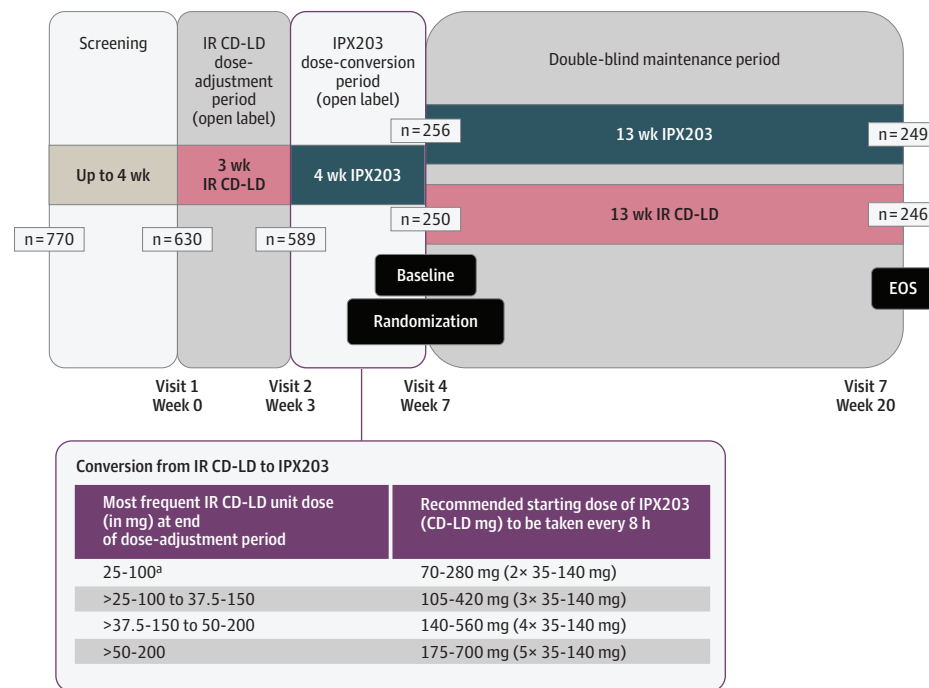 Screening
IR CD-LD
dose-
adjustment
period
(open label)
IPX203
dose-conversion
period
(open label)
Double-blind maintenance period
n=256
13 wk IPX203
n=249
Up to 4 wk
3 wk
IR CD-LD
4 wk IPX203
n=250
13 wk IR CD-LD
n=246
n=770
n=630
n=589
Baseline
EOS
Randomization
Visit 1
Week 0
Visit 2
Week 3
Visit 4
Week 7
Visit 7
Week 20
Conversion from IR CD-LD to IPX203
Most frequent IR CD-LD unit dose
(in mg) at end
of dose-adjustment period
Recommended starting dose of IPX203
(CD-LD mg) to be taken every 8 h
25-100ª
70-280 mg (2× 35-140 mg)
>25-100 to 37.5-150
105-420 mg (3× 35-140 mg)
>37.5-150 to 50-200
140-560 mg (4× 35-140 mg)
>50-200
175-700 mg (5× 35-140 mg)